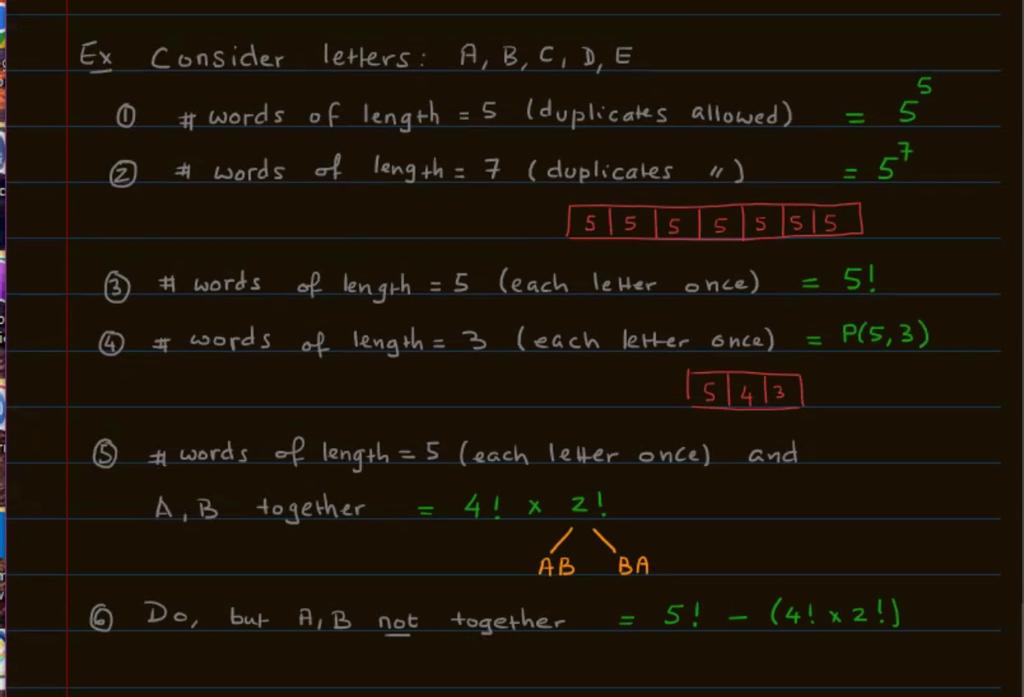 Ex Consider letters: A, B, C, D, E
① # words of length = 5 (duplicates allowed) = 5^5
② # words of length = 7 (duplicates 〃) = 5^7
5 5 5 5 5 5 5
③ # words of length = 5 (each letter once) = 5!
④ # words of length = 3 (each letter once) = P(5,3)
5 4 3
⑤ # words of length = 5 (each letter once) and
A, B together = 4! x 2!
AB BA
⑥ Do, but A, B not together = 5! - (4! x 2!)